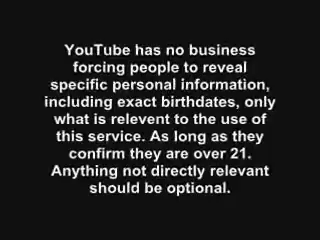 YouTube has no business
forcing people to reveal
specific personal information,
including exact birthdates, only
what is relevent to the use of
this service. As long as they
confirm they are over 21.
Anything not directly relevant
should be optional.